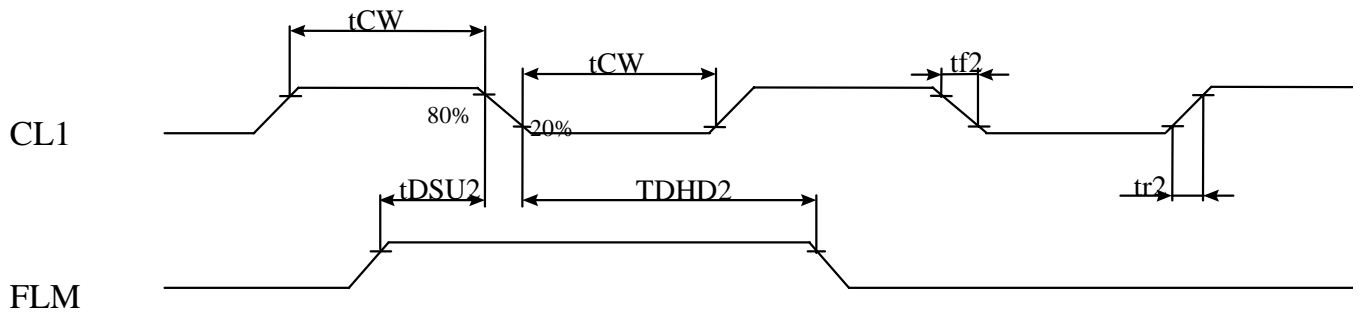 tCW
tCW
tf2
CL1
80%
20%
tDSU2
TDHD2
tr2
FLM